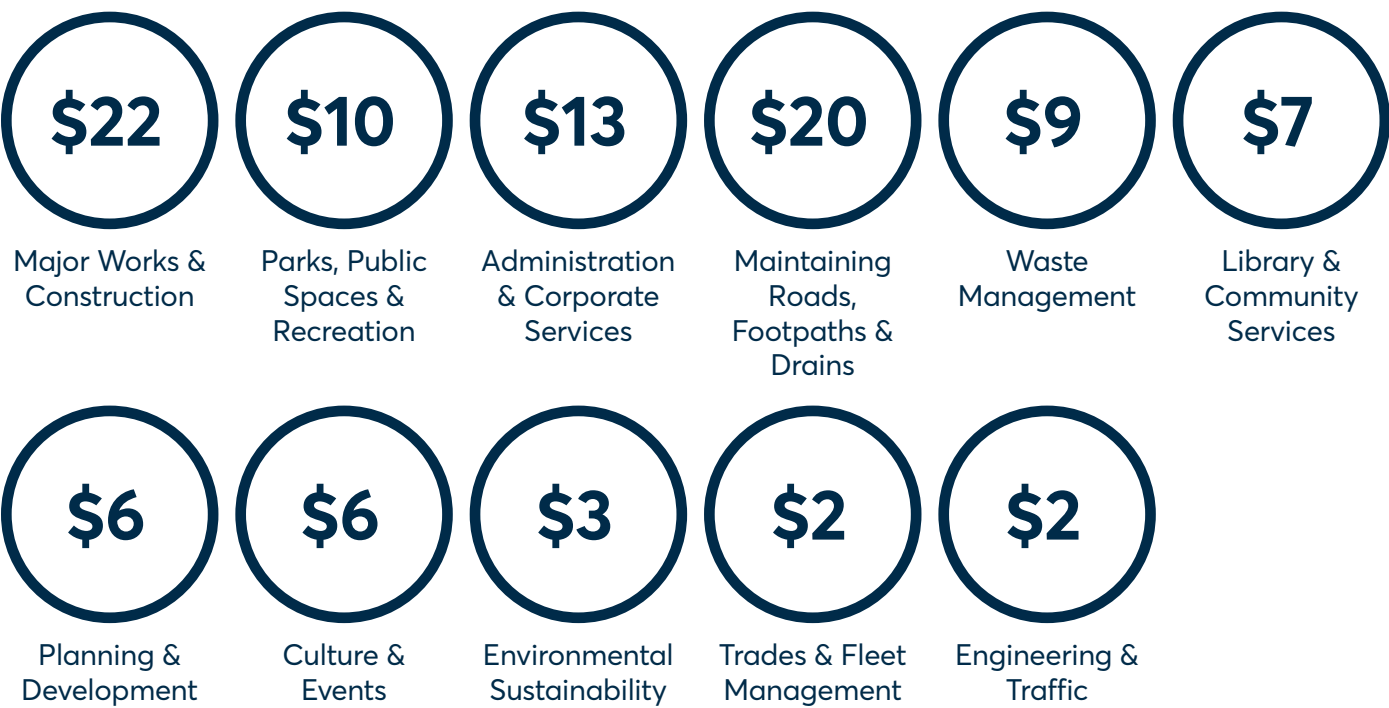 $22
Major Works &
Construction
$10
Parks, Public
Spaces &
Recreation
$13
Administration
& Corporate
Services
$20
Maintaining
Roads,
Footpaths &
Drains
$9
Waste
Management
$7
Library &
Community
Services
$6
Planning &
Development
$6
Culture &
Events
$3
Environmental
Sustainability
$2
Trades & Fleet
Management
$2
Engineering &
Traffic